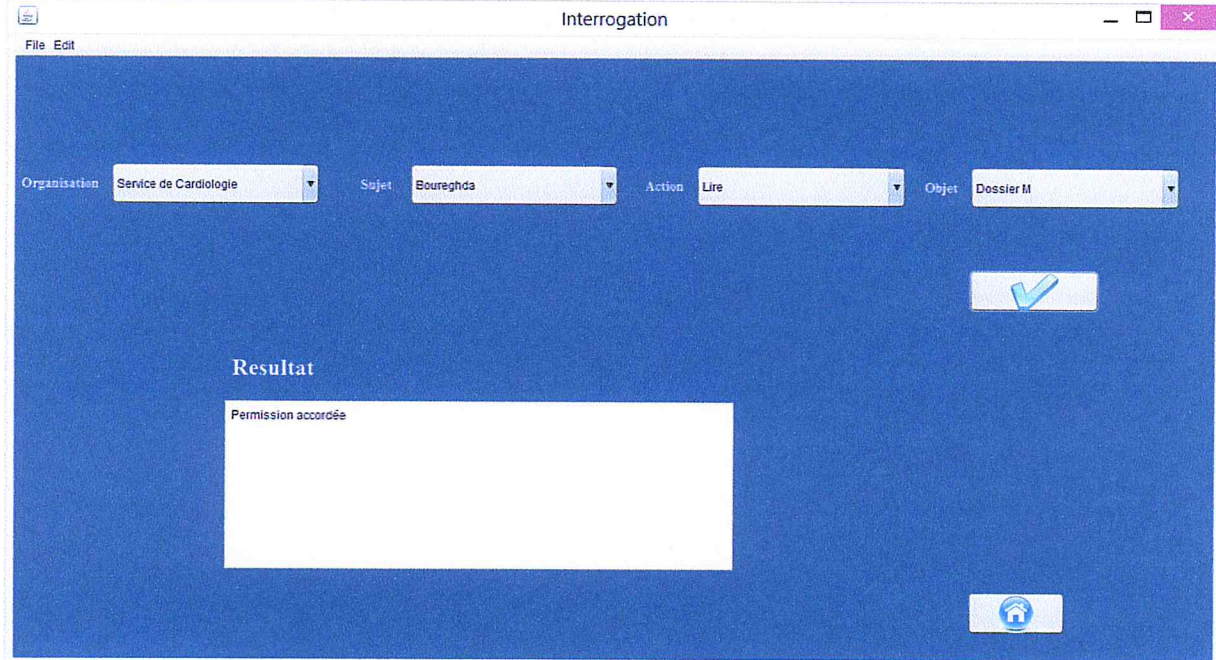 Interrogation
File Edit
Organisation Service de Cardiologie Sujet Boureghda Action Lire Objet Dossier M
Resultat
Permission accordée